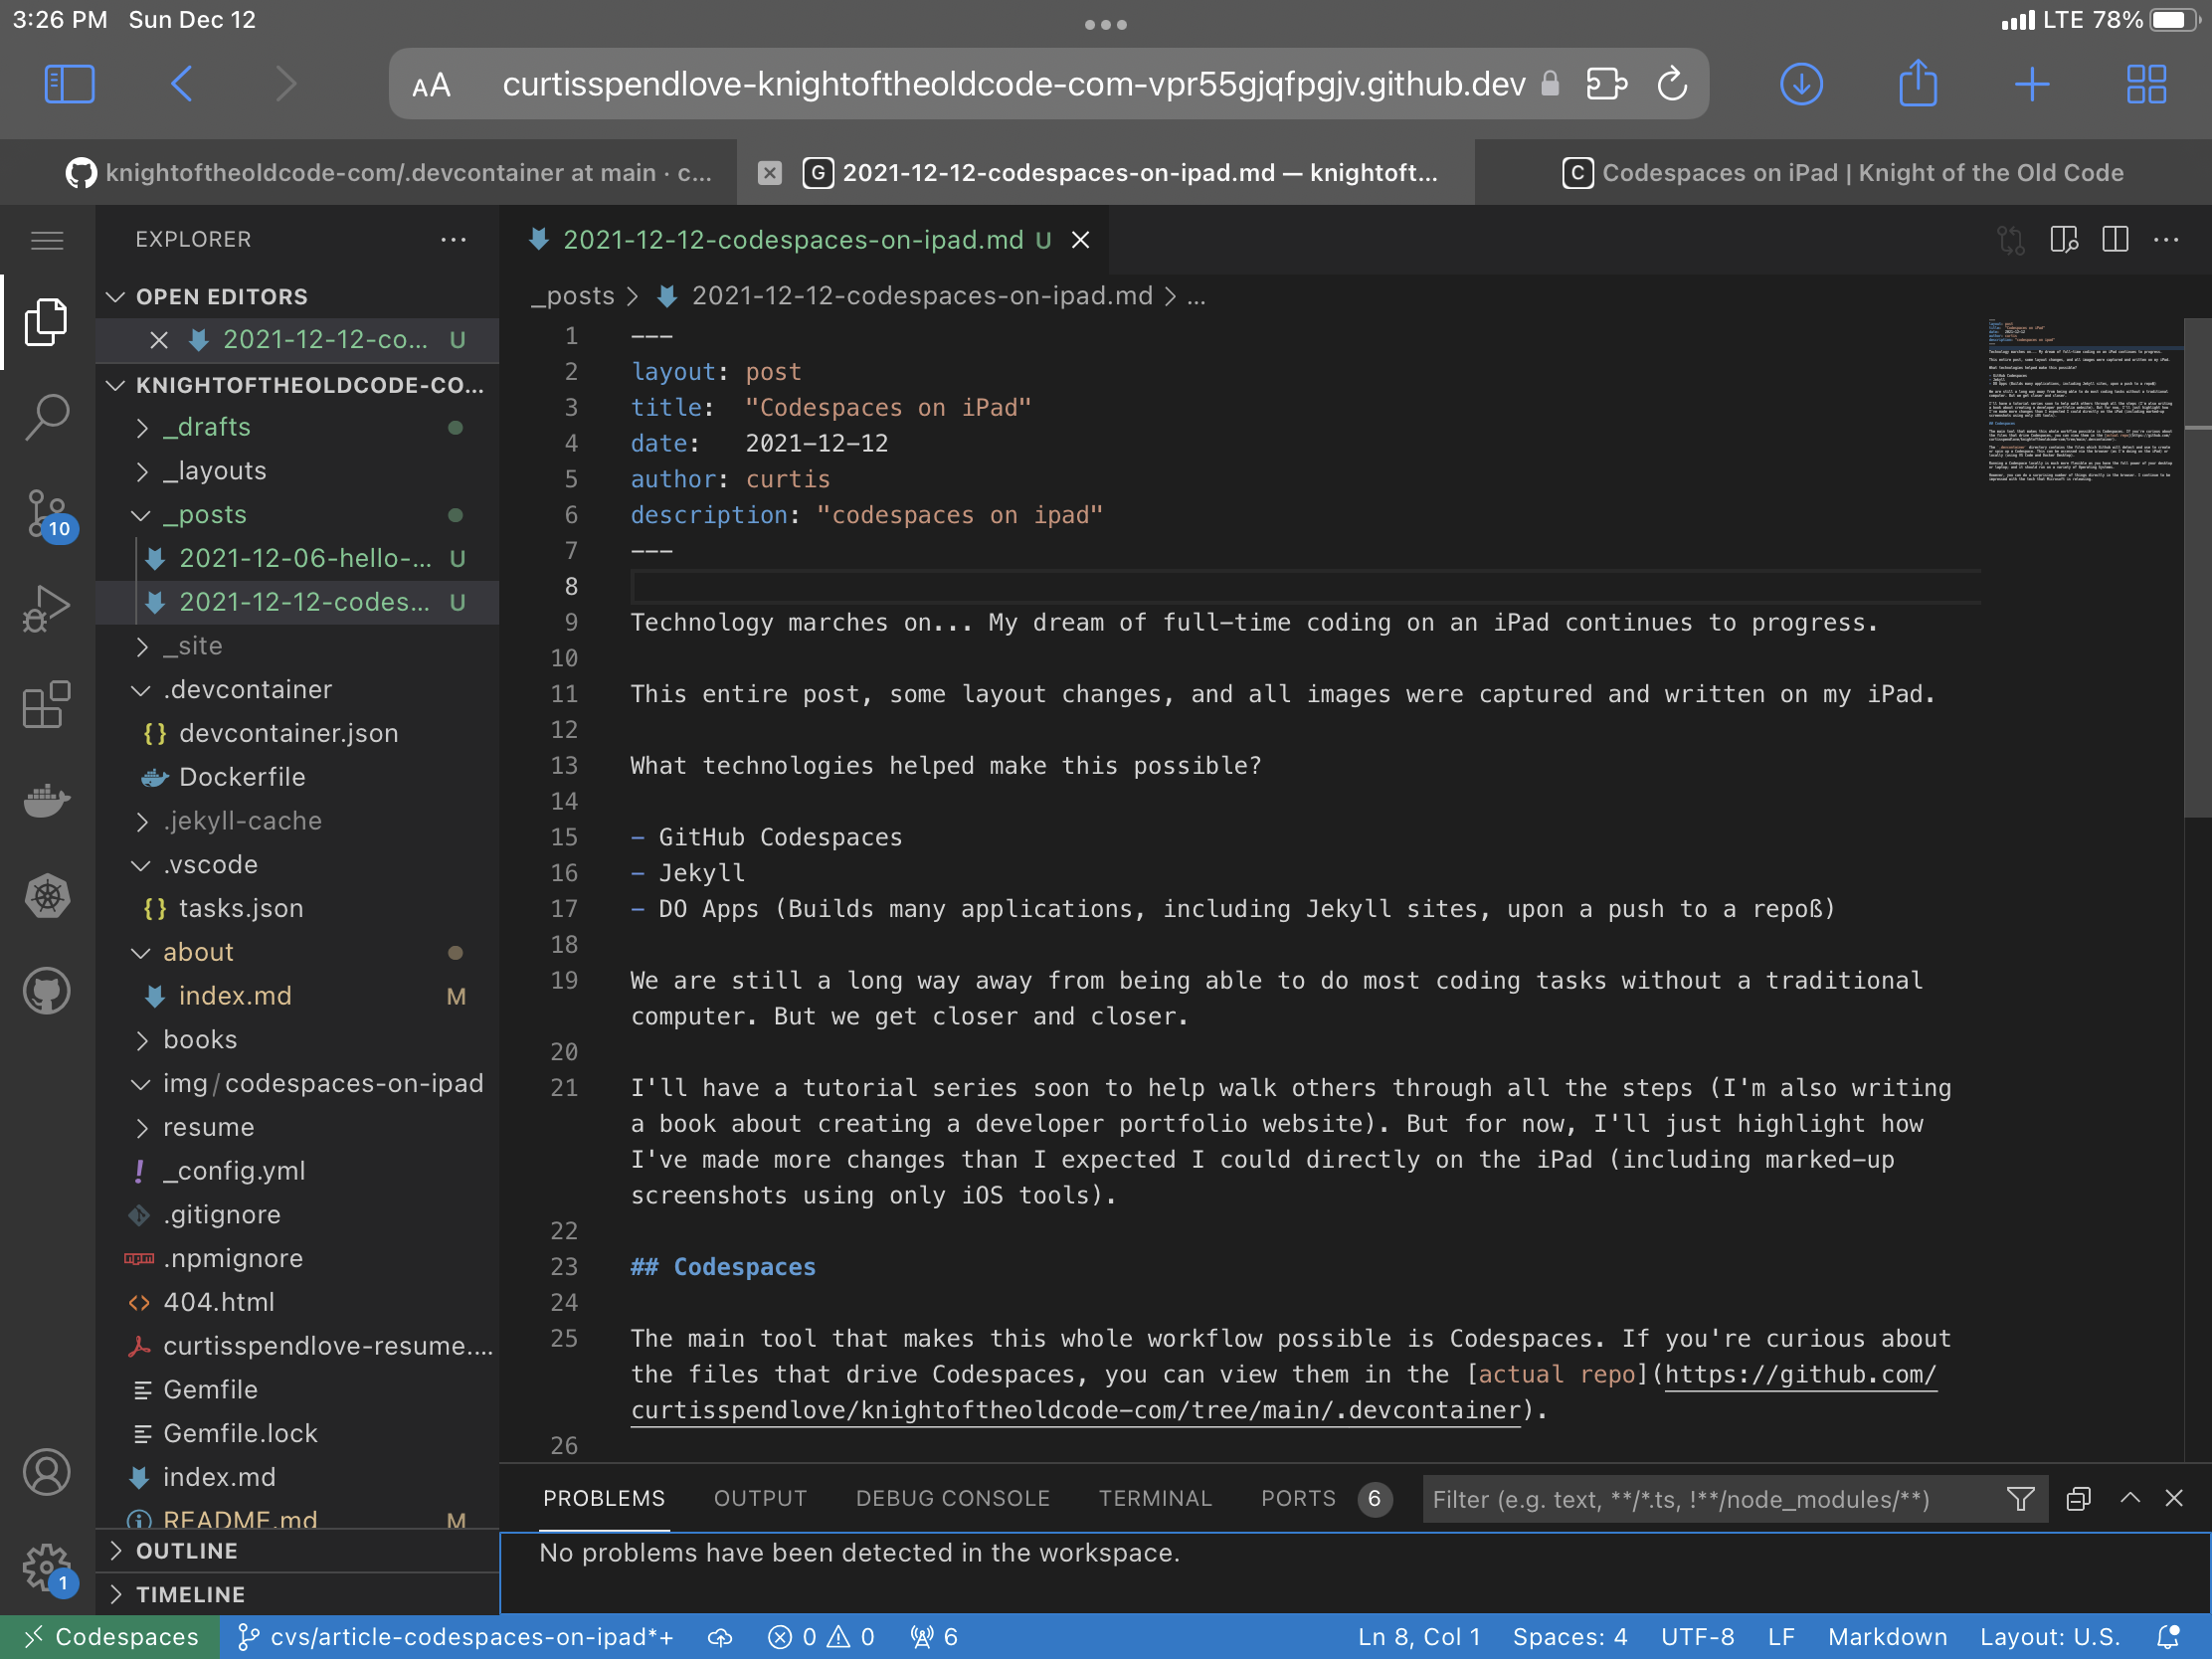 3:26 PM Sun Dec 12
LTE 78%
AA curtisspendlove-knightoftheoldcode-com-vpr55gjqfpgjv.github.dev
knightoftheoldcode-com/.devcontainer at main · c...
G 2021-12-12-codespaces-on-ipad.md — knightoft...
C Codespaces on iPad | Knight of the Old Code
EXPLORER
OPEN EDITORS
2021-12-12-co... U
KNIGHTOFTHEOLDCODE-CO...
_drafts
_layouts
_posts
2021-12-06-hello-... U
2021-12-12-codes... U
_site
.devcontainer
{} devcontainer.json
Dockerfile
.jekyll-cache
.vscode
{} tasks.json
about
index.md M
books
img/codespaces-on-ipad
resume
! _config.yml
.gitignore
.npmignore
<> 404.html
curtisspendlove-resume....
Gemfile
Gemfile.lock
index.md
README.md M
OUTLINE
TIMELINE
10
1
2021-12-12-codespaces-on-ipad.md U
_posts > 2021-12-12-codespaces-on-ipad.md > ...
1 ---
2 layout: post
3 title:  "Codespaces on iPad"
4 date:   2021-12-12
5 author: curtis
6 description: "codespaces on ipad"
7 ---
8
9 Technology marches on... My dream of full-time coding on an iPad continues to progress.
10
11 This entire post, some layout changes, and all images were captured and written on my iPad.
12
13 What technologies helped make this possible?
14
15 - GitHub Codespaces
16 - Jekyll
17 - DO Apps (Builds many applications, including Jekyll sites, upon a push to a repoß)
18
19 We are still a long way away from being able to do most coding tasks without a traditional
computer. But we get closer and closer.
20
21 I'll have a tutorial series soon to help walk others through all the steps (I'm also writing
a book about creating a developer portfolio website). But for now, I'll just highlight how
I've made more changes than I expected I could directly on the iPad (including marked-up
screenshots using only iOS tools).
22
23 ## Codespaces
24
25 The main tool that makes this whole workflow possible is Codespaces. If you're curious about
the files that drive Codespaces, you can view them in the [actual repo](https://github.com/
curtisspendlove/knightoftheoldcode-com/tree/main/.devcontainer).
26
PROBLEMS OUTPUT DEBUG CONSOLE TERMINAL PORTS 6 Filter (e.g. text, **/*.ts, !**/node_modules/**)
No problems have been detected in the workspace.
Codespaces cvs/article-codespaces-on-ipad*+ 0 0 6 Ln 8, Col 1 Spaces: 4 UTF-8 LF Markdown Layout: U.S.